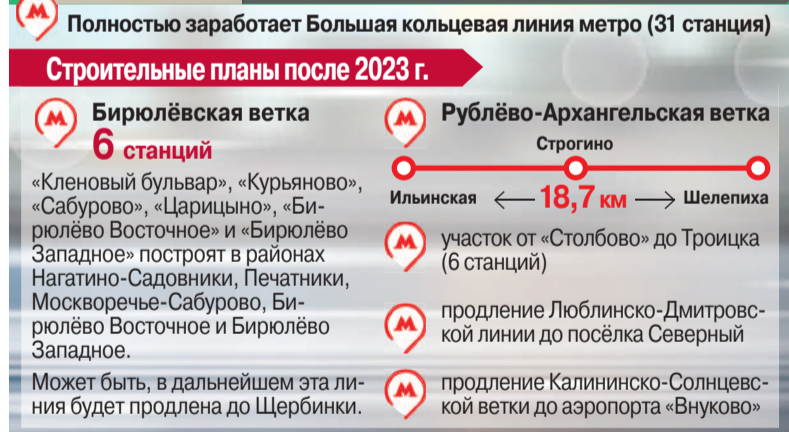 Полностью заработает Большая кольцевая линия метро (31 станция)
Строительные планы после 2023 г.
Бирюлёвская ветка
6 станций
«Кленовый бульвар», «Курьяново»,
«Сабурово», «Царицыно», «Би-
рюлёво Восточное» и «Бирюлёво
Западное» построят в районах
Нагатино-Садовники, Печатники,
Москворечье-Сабурово, Би-
рюлёво Восточное и Бирюлёво
Западное.
Может быть, в дальнейшем эта ли-
ния будет продлена до Щербинки.
Рублёво-Архангельская ветка
Строгино
Ильинская 18,7 км Шелепиха
участок от «Столбово» до Троицка
(6 станций)
продление Люблинско-Дмитровс-
кой линии до посёлка Северный
продление Калининско-Солнцевс-
кой ветки до аэропорта «Внуково»